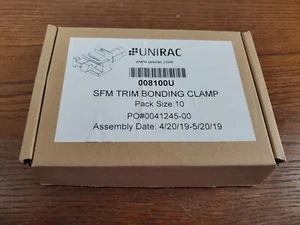 UNIRAC
www.unirac.com
008100U
SFM TRIM BONDING CLAMP
Pack Size 10
PO#0041245-00
Assembly Date: 4/20/19-5/20/19